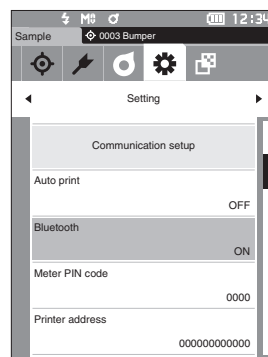 12:34
Sample
0003 Bumper
Setting
Communication setup
Auto print
OFF
Bluetooth
ON
Meter PIN code
0000
Printer address
000000000000